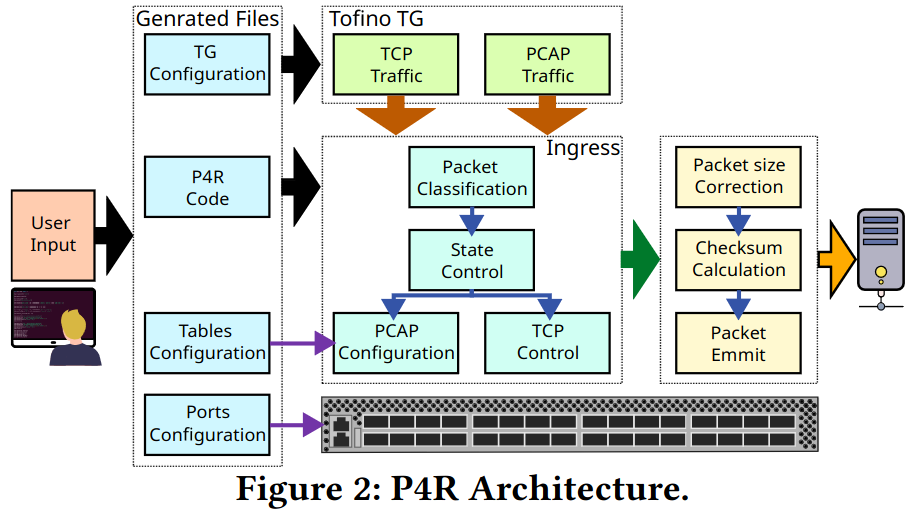 Genrated Files
TG
Configuration
P4R
Code
Tables
Configuration
Ports
Configuration
User
Input
Tofino TG
TCP
Traffic
PCAP
Traffic
Ingress
Packet
Classification
State
Control
PCAP
Configuration
TCP
Control
Packet size
Correction
Checksum
Calculation
Packet
Emmit
Figure 2: P4R Architecture.